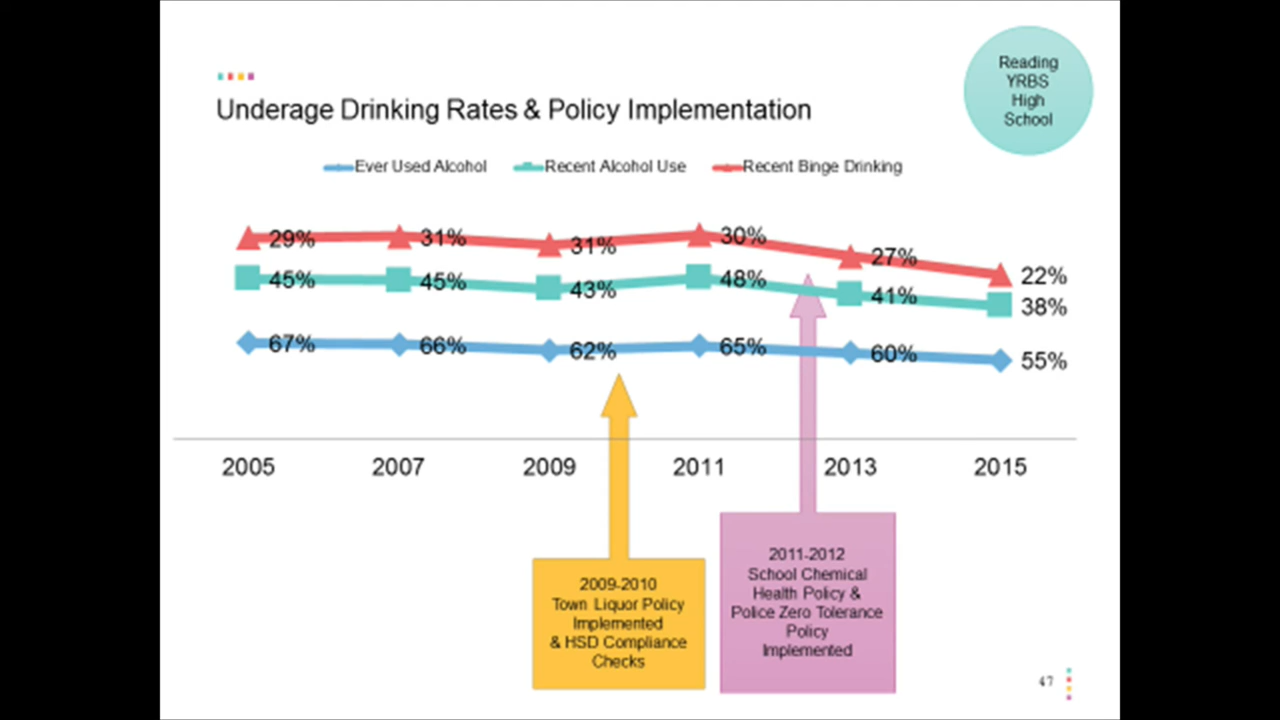 Reading
YRBS
High
School
Underage Drinking Rates & Policy Implementation
Ever Used Alcohol
Recent Alcohol Use
Recent Binge Drinking
29%
31%
31%
30%
27%
22%
45%
45%
43%
48%
41%
38%
67%
66%
62%
65%
60%
55%
2005
2007
2009
2011
2013
2015
2009-2010
Town Liquor Policy
Implemented
& HSD Compliance
Checks
2011-2012
School Chemical
Health Policy &
Police Zero Tolerance
Policy
Implemented
47